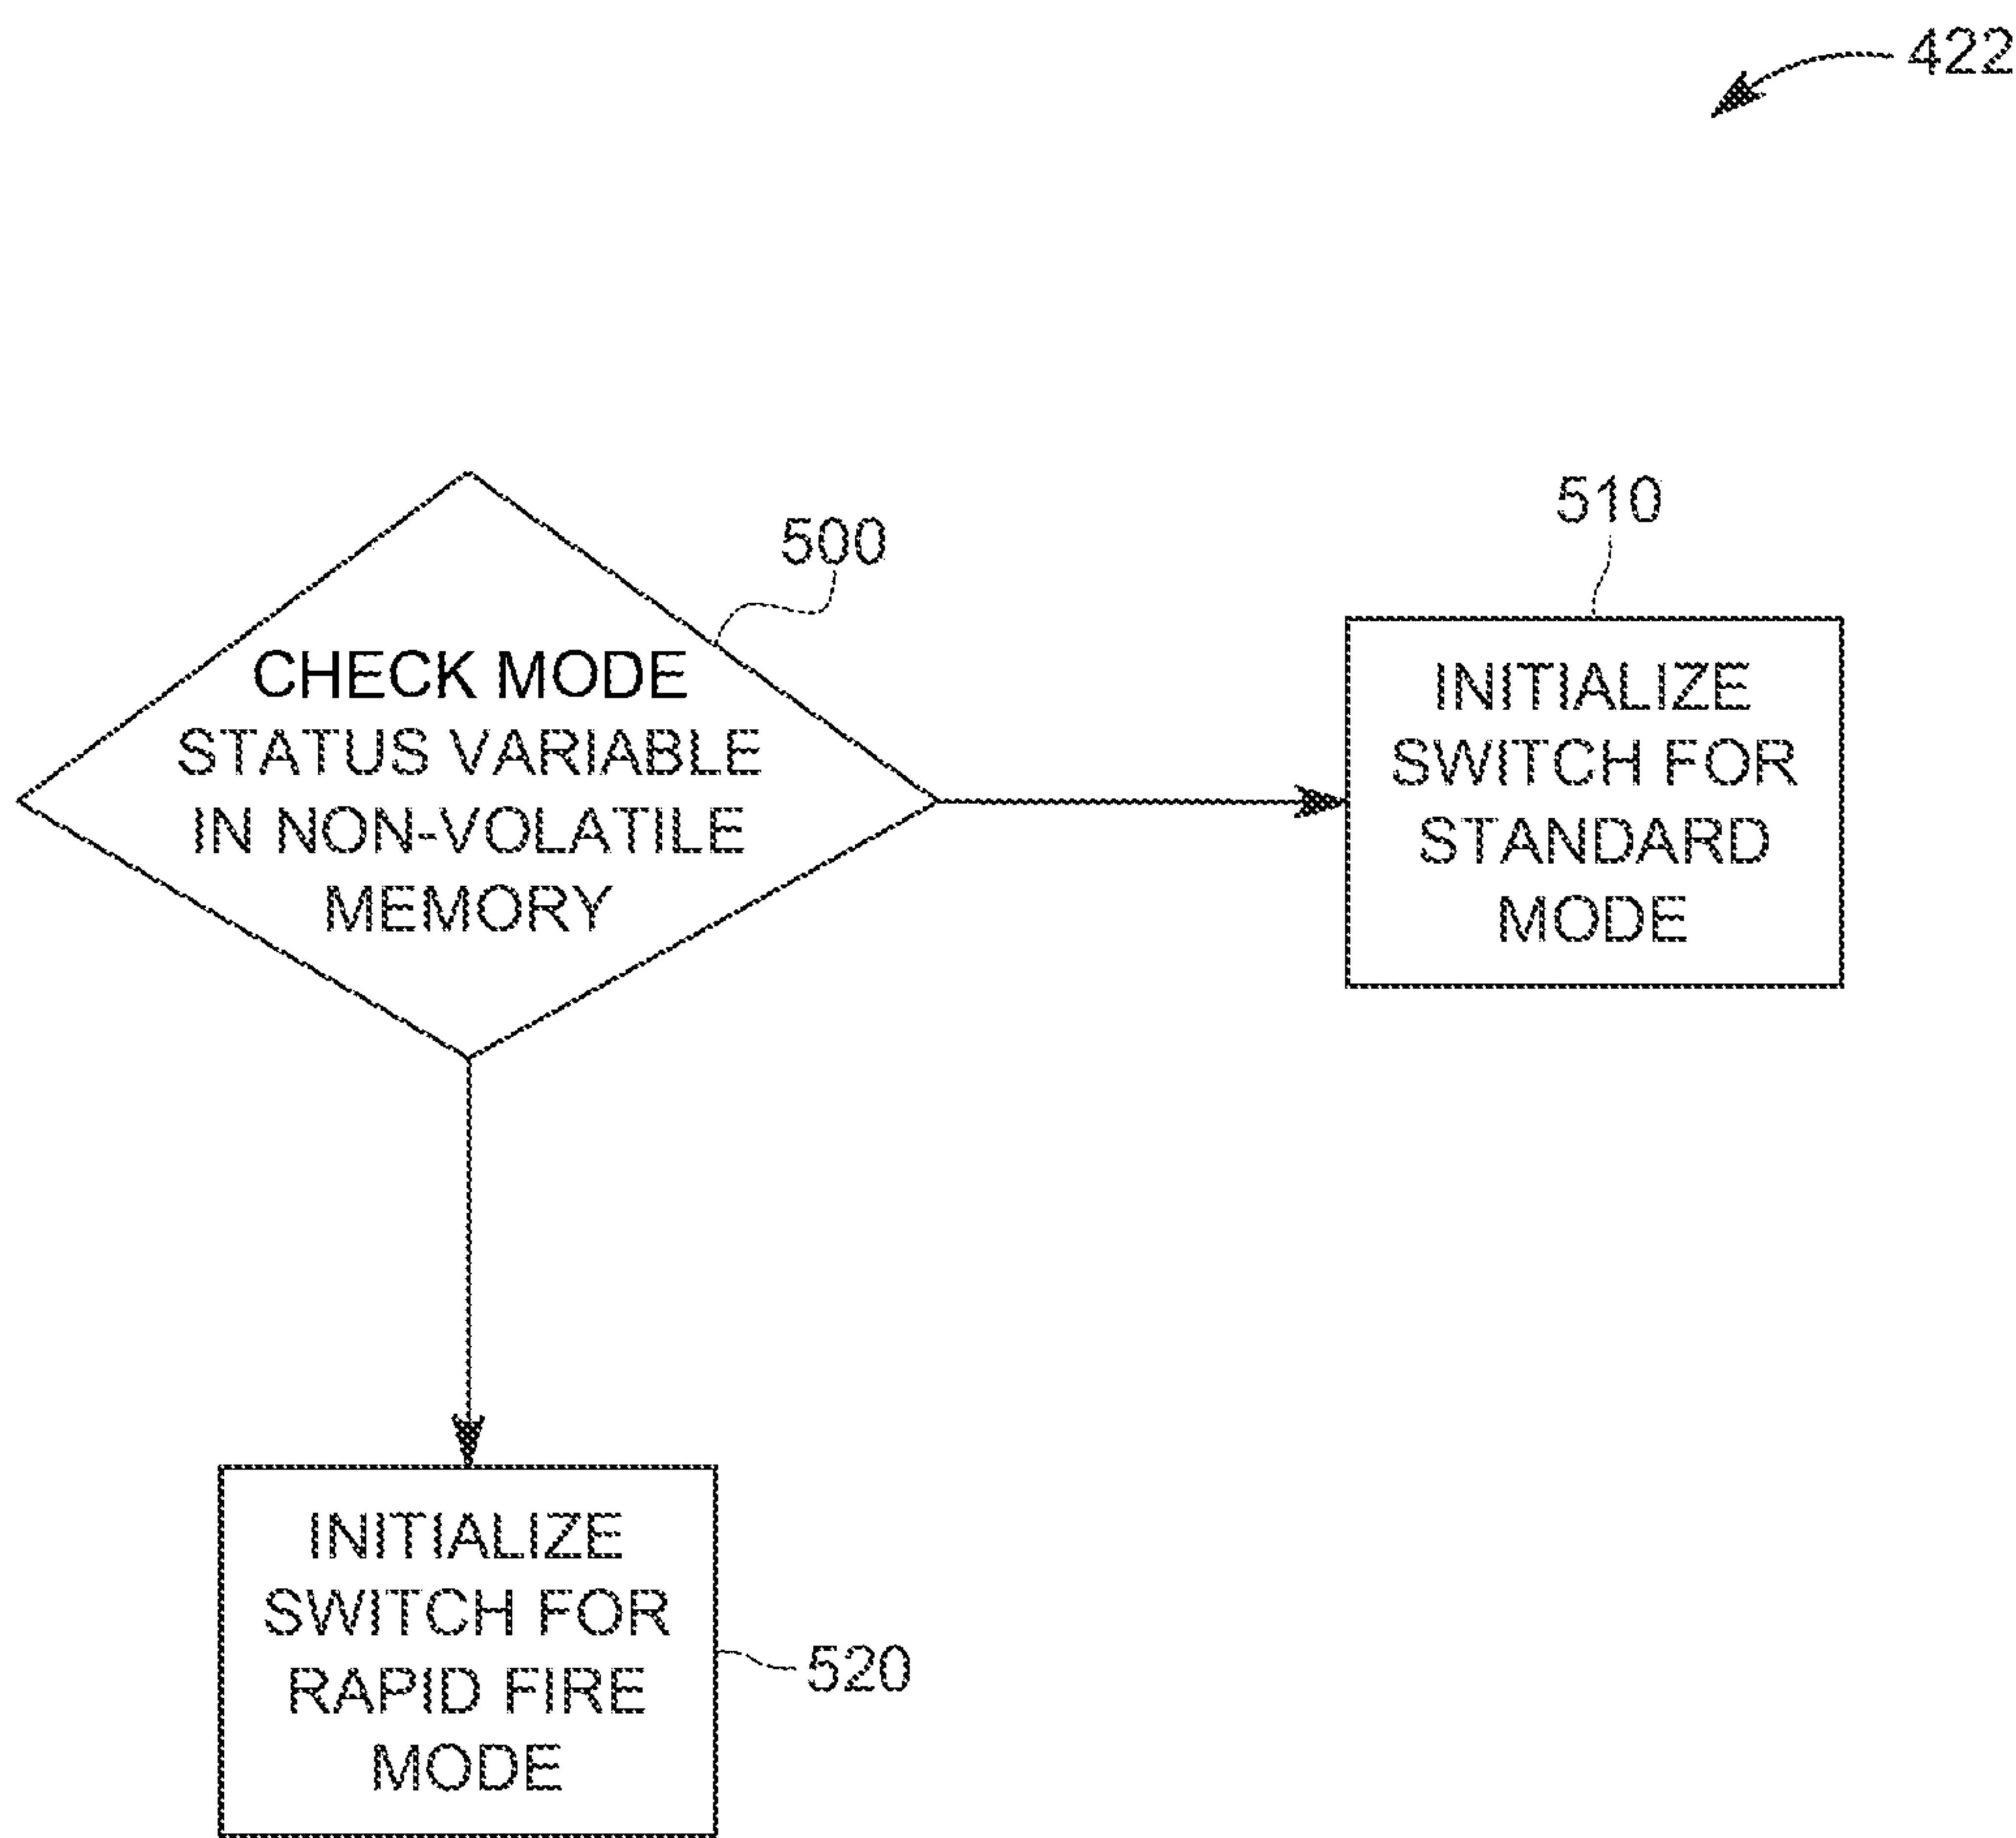 422
500
CHECK MODE
STATUS VARIABLE
IN NON-VOLATILE
MEMORY
510
INITIALIZE
SWITCH FOR
STANDARD
MODE
INITIALIZE
SWITCH FOR
RAPID FIRE
MODE
520